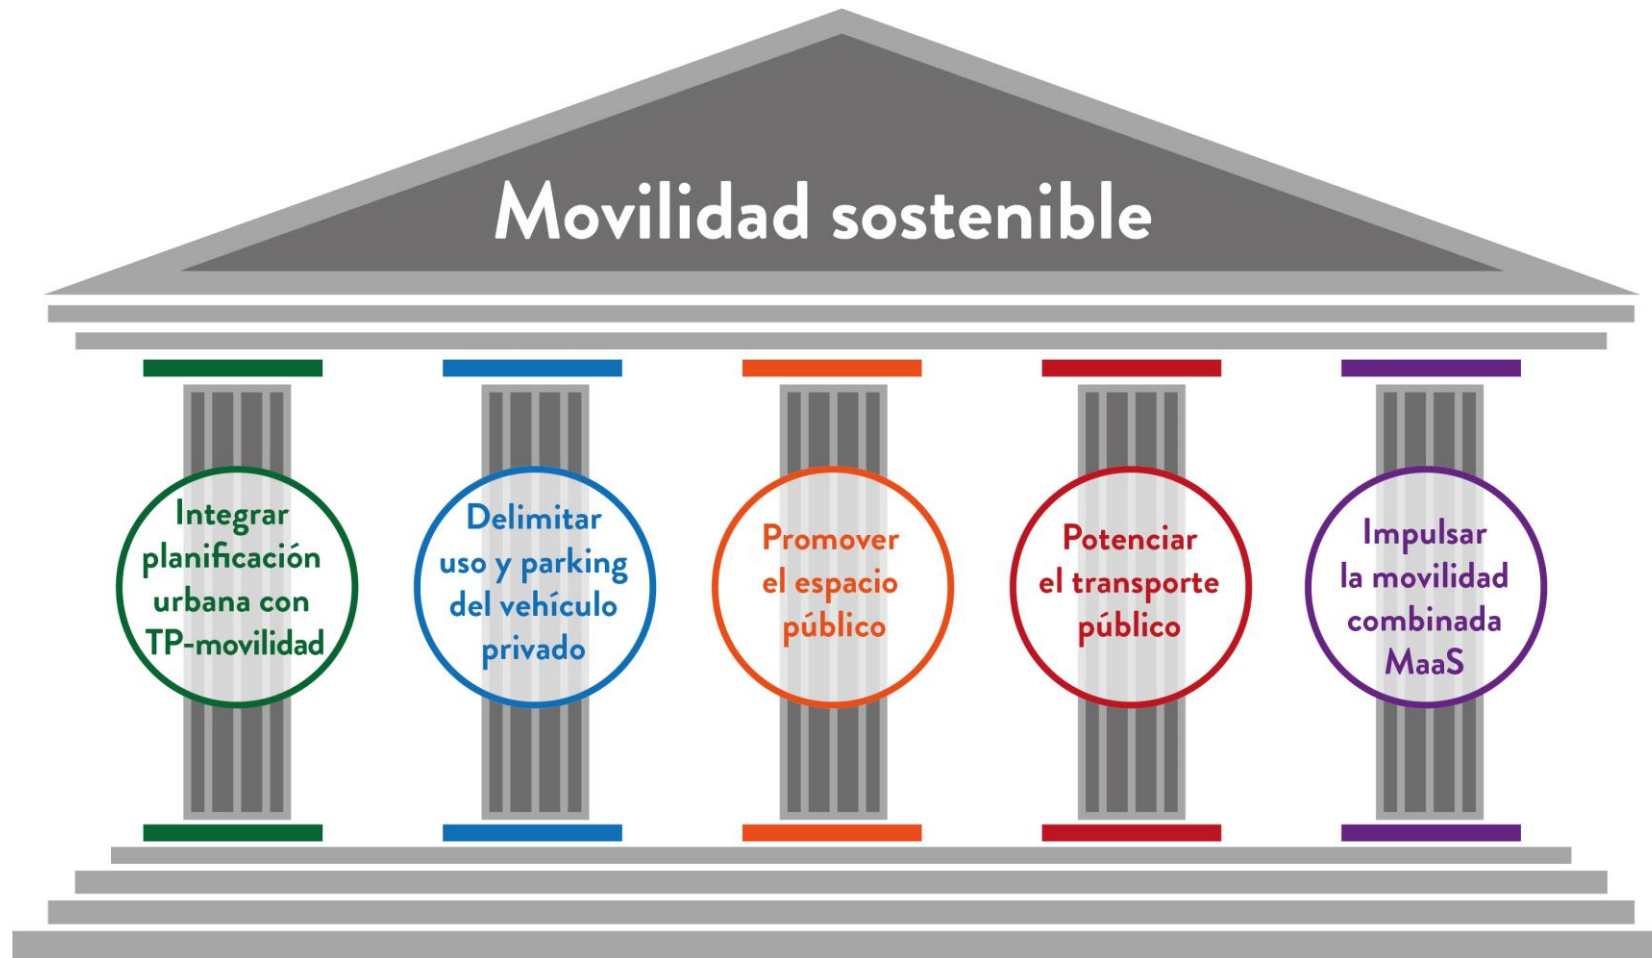 Movilidad sostenible
Integrar
planificación
urbana con
TP-movilidad
Delimitar
uso y parking
del vehículo
privado
Promover
el espacio
público
Potenciar
el transporte
público
Impulsar
la movilidad
combinada
MaaS